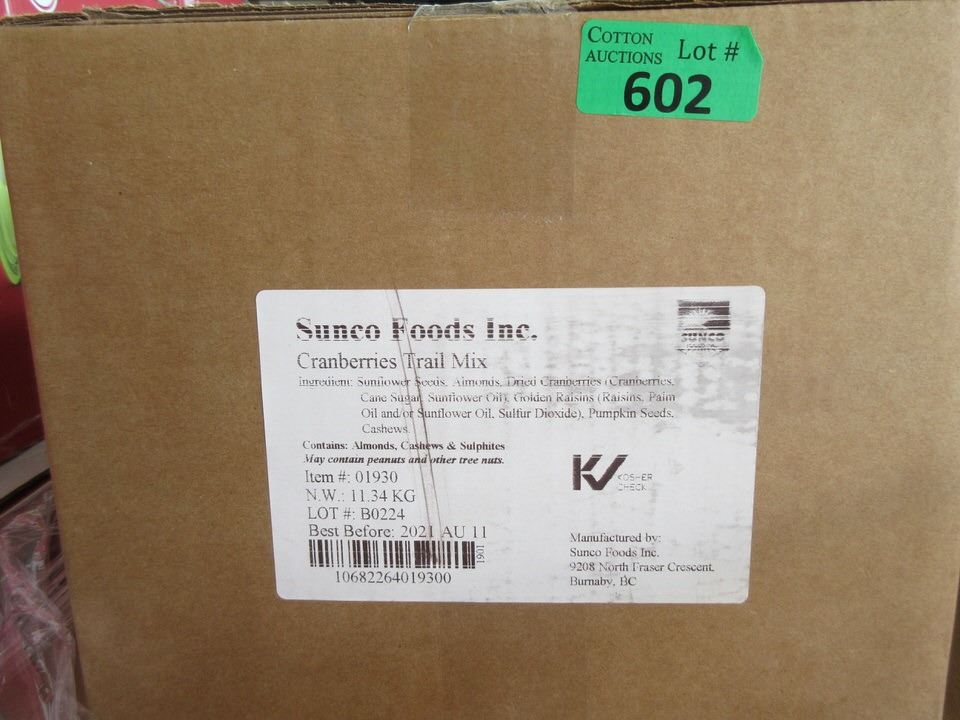 COTTON
AUCTIONS Lot #
602
Sunco Foods Inc.
SUNCO
Cranberries Trail Mix
Ingredient: Sunflower Seeds, Almonds, Dried Cranberries (Cranberries,
Cane Sugar, Sunflower Oil), Golden Raisins (Raisins, Palm
Oil and/or Sunflower Oil, Sulfur Dioxide), Pumpkin Seeds,
Cashews.
Contains: Almonds, Cashews & Sulphites
May contain peanuts and other tree nuts.
Item #: 01930
N.W.: 11.34 KG
LOT #: B0224
Best Before: 2021 AU 11
1901
10682264019300
KV KOSHER
CHECK
Manufactured by:
Sunco Foods Inc.
9208 North Fraser Crescent,
Burnaby, BC